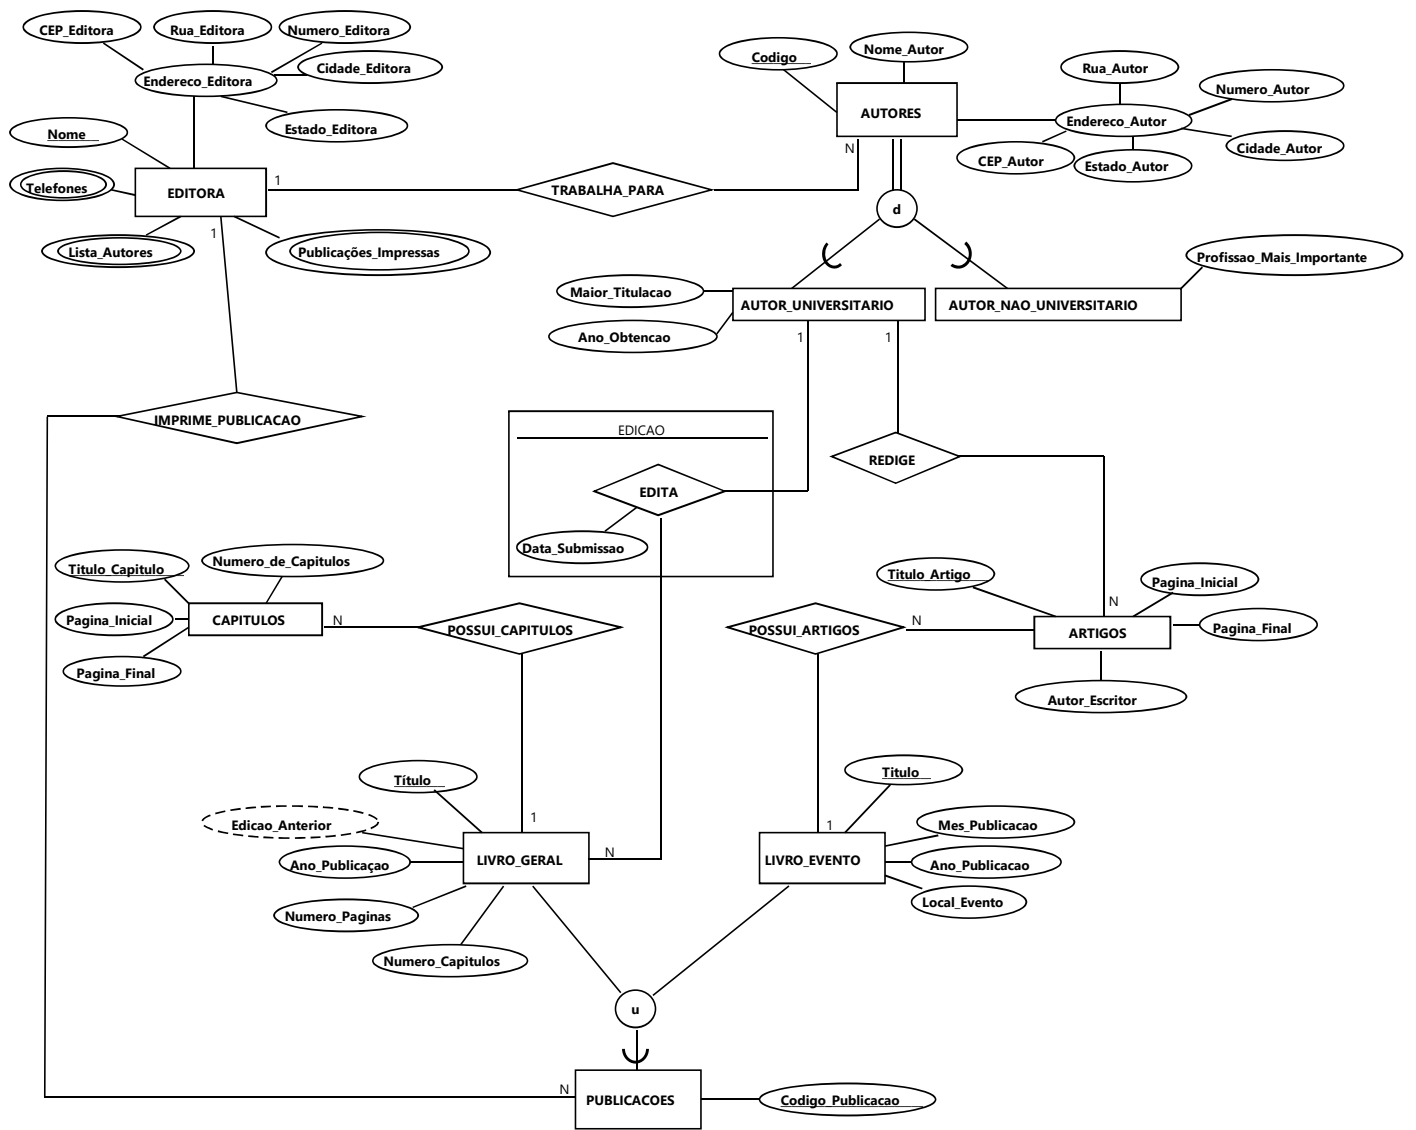 CEP_Editora
Rua_Editora
Numero_Editora
Endereco_Editora
Cidade_Editora
Estado_Editora
Nome
Telefones
EDITORA
1
Lista_Autores
1
Publicações_Impressas
TRABALHA_PARA
Codigo
Nome_Autor
AUTORES
N
Rua_Autor
Numero_Autor
Endereco_Autor
CEP_Autor
Estado_Autor
Cidade_Autor
d
Profissao_Mais_Importante
Maior_Titulacao
Ano_Obtencao
AUTOR_UNIVERSITARIO
AUTOR_NAO_UNIVERSITARIO
1
1
IMPRIME_PUBLICACAO
EDICAO
EDITA
Data_Submissao
REDIGE
Titulo_Capitulo
Numero_de_Capitulos
Pagina_Inicial
CAPITULOS
N
Pagina_Final
POSSUI_CAPITULOS
POSSUI_ARTIGOS
N
Titulo_Artigo
Pagina_Inicial
N
ARTIGOS
Pagina_Final
Autor_Escritor
Título
Edicao_Anterior
1
Ano_Publicaçao
LIVRO_GERAL
N
Numero_Paginas
Numero_Capitulos
Titulo
1
Mes_Publicacao
LIVRO_EVENTO
Ano_Publicacao
Local_Evento
u
N
PUBLICACOES
Codigo_Publicacao